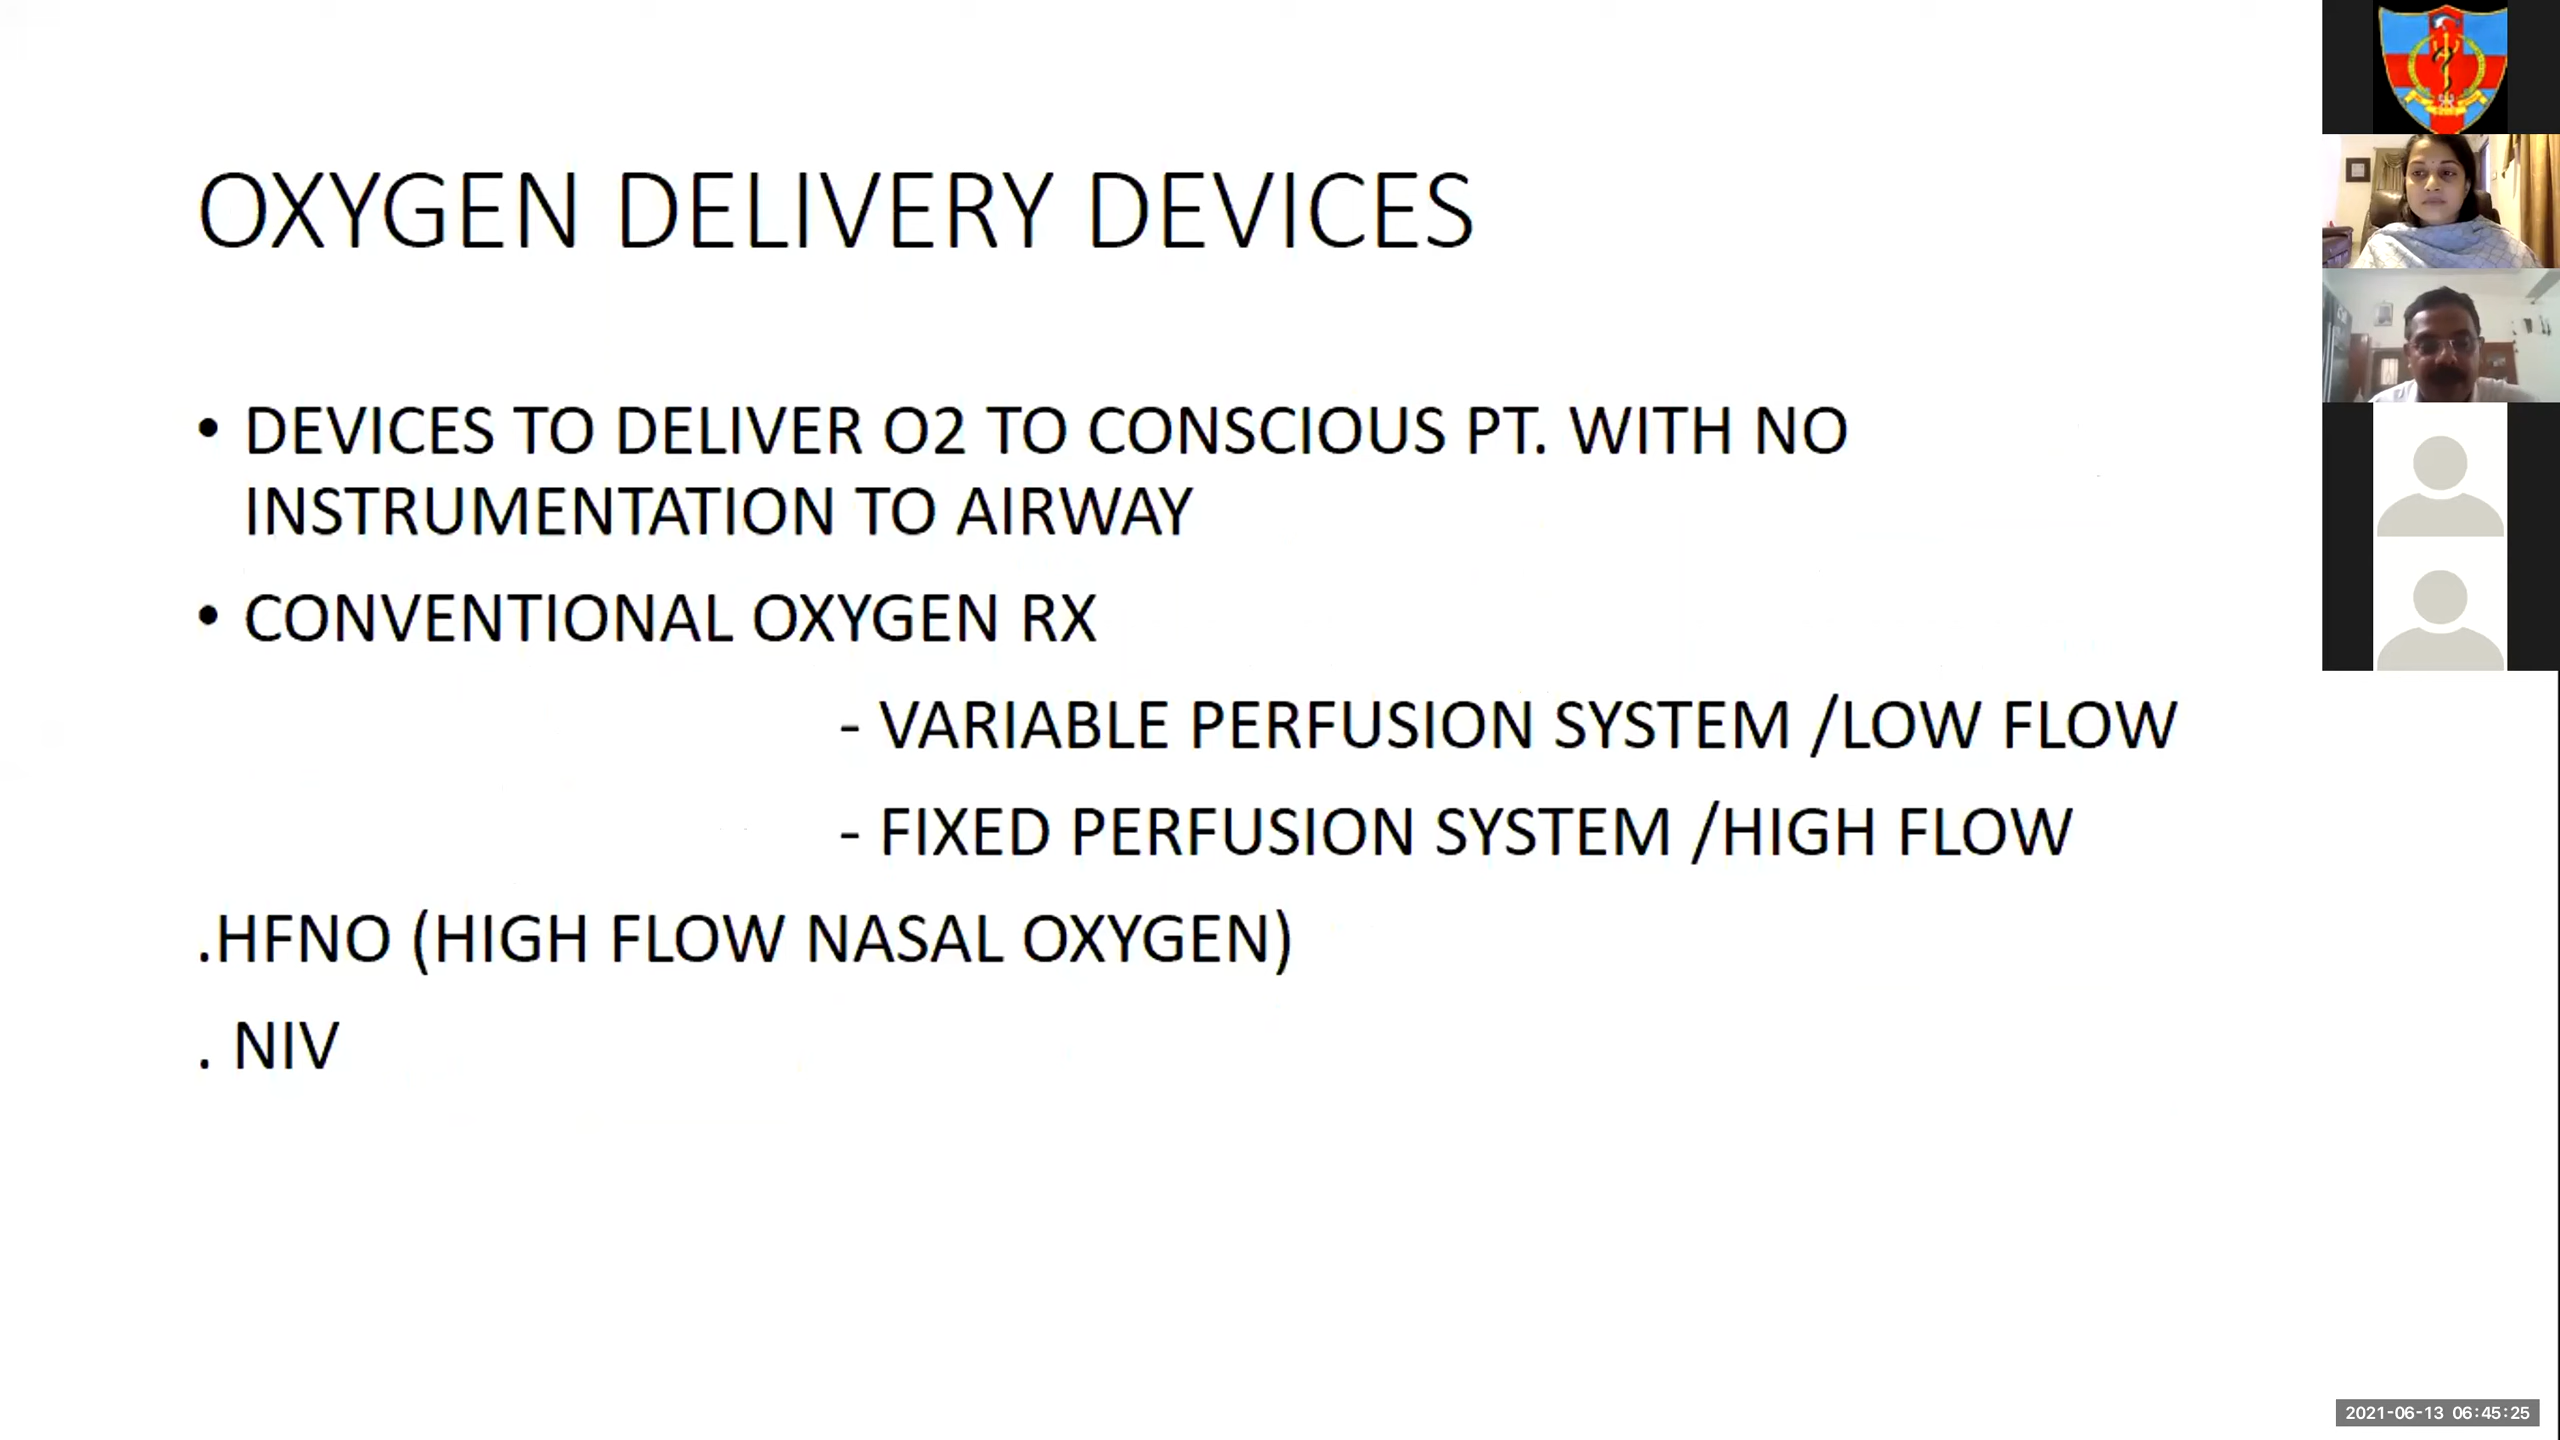 OXYGEN DELIVERY DEVICES
• DEVICES TO DELIVER O2 TO CONSCIOUS PT. WITH NO
INSTRUMENTATION TO AIRWAY
• CONVENTIONAL OXYGEN RX
- VARIABLE PERFUSION SYSTEM /LOW FLOW
- FIXED PERFUSION SYSTEM /HIGH FLOW
.HFNO (HIGH FLOW NASAL OXYGEN)
. NIV
2021-06-13 06:45:25